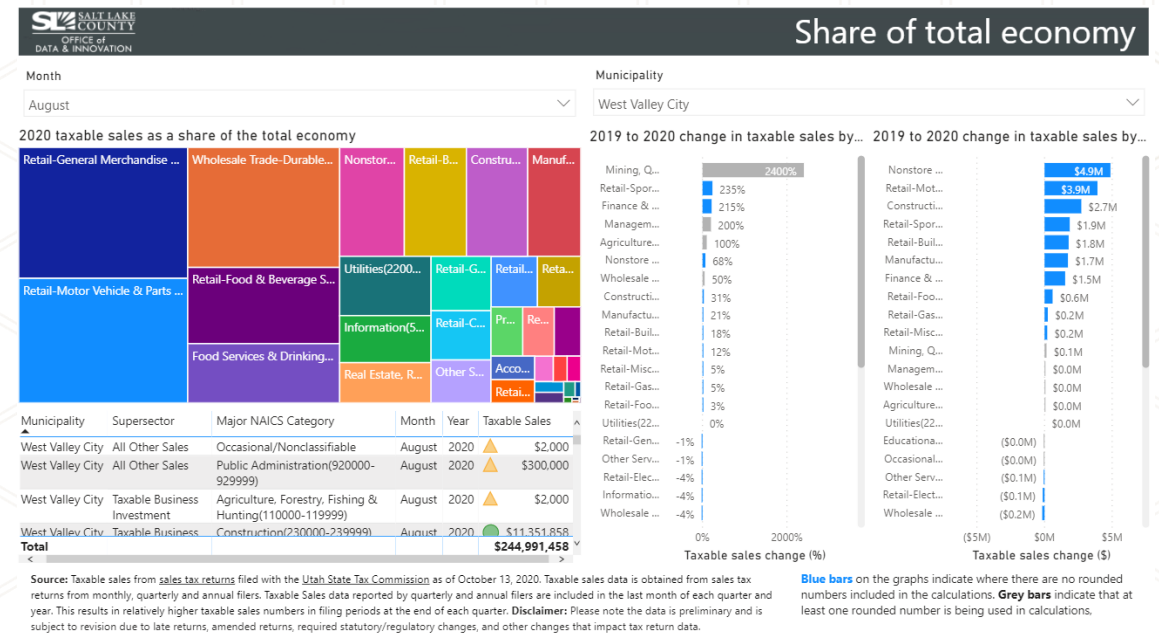 SL SALT LAKE
COUNTY
OFFICE of
DATA & INNOVATION
Share of total economy
Month
August
Municipality
West Valley City
2020 taxable sales as a share of the total economy
Retail-General Merchandise ...
Wholesale Trade-Durable...
Nonstor...
Retail-B...
Constru...
Manuf...
Retail-Motor Vehicle & Parts ...
Retail-Food & Beverage S...
Food Services & Drinking...
Utilities(2200...
Information(5...
Real Estate, R...
Retail-G...
Retail...
Reta...
Retail-C...
Pr...
Re...
Other S...
Acco...
Retai...
Municipality Supersector Major NAICS Category Month Year Taxable Sales
West Valley City All Other Sales Occasional/Nonclassifiable August 2020 $2,000
West Valley City All Other Sales Public Administration(920000- August 2020 $300,000
929999)
West Valley City Taxable Business Agriculture, Forestry, Fishing & August 2020 $2,000
Investment Hunting(110000-119999)
West Valley City Taxable Business Construction(230000-239999) August 2020 $11,351,858
Total $244,991,458
2019 to 2020 change in taxable sales by...
Mining, Q... 2400%
Retail-Spor... 235%
Finance & ... 215%
Managem... 200%
Agriculture... 100%
Nonstore ... 68%
Wholesale ... 50%
Constructi... 31%
Manufactu... 21%
Retail-Buil... 18%
Retail-Mot... 12%
Retail-Misc... 5%
Retail-Gas... 5%
Retail-Foo... 3%
Utilities(22... 0%
Retail-Gen... -1%
Other Serv... -1%
Retail-Elec... -4%
Informatio... -4%
Wholesale ... -4%
0% 2000%
Taxable sales change (%)
2019 to 2020 change in taxable sales by...
Nonstore ... $4.9M
Retail-Mot... $3.9M
Constructi... $2.7M
Retail-Spor... $1.9M
Retail-Buil... $1.8M
Manufactu... $1.7M
Finance & ... $1.5M
Retail-Foo... $0.6M
Retail-Gas... $0.2M
Retail-Misc... $0.2M
Mining, Q... $0.1M
Managem... $0.0M
Wholesale ... $0.0M
Agriculture... $0.0M
Utilities(22... $0.0M
Educationa... ($0.0M)
Occasional... ($0.0M)
Other Serv... ($0.1M)
Retail-Elect... ($0.1M)
Wholesale ... ($0.2M)
($5M) $0M $5M
Taxable sales change ($)
Source: Taxable sales from sales tax returns filed with the Utah State Tax Commission as of October 13, 2020. Taxable sales data is obtained from sales tax
returns from monthly, quarterly and annual filers. Taxable Sales data reported by quarterly and annual filers are included in the last month of each quarter and
year. This results in relatively higher taxable sales numbers in filing periods at the end of each quarter. Disclaimer: Please note the data is preliminary and is
subject to revision due to late returns, amended returns, required statutory/regulatory changes, and other changes that impact tax return data.
Blue bars on the graphs indicate where there are no rounded
numbers included in the calculations. Grey bars indicate that at
least one rounded number is being used in calculations.